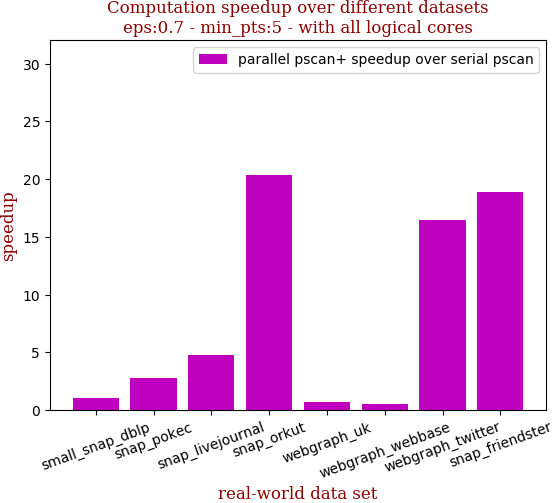 Computation speedup over different datasets
eps:0.7 - min_pts:5 - with all logical cores
parallel pscan+ speedup over serial pscan
speedup
30
25
20
15
10
5
0
small_snap_dblp
snap_pokec
snap_livejournal
snap_orkut
webgraph_uk
webgraph_webbase
webgraph_twitter
snap_friendster
real-world data set